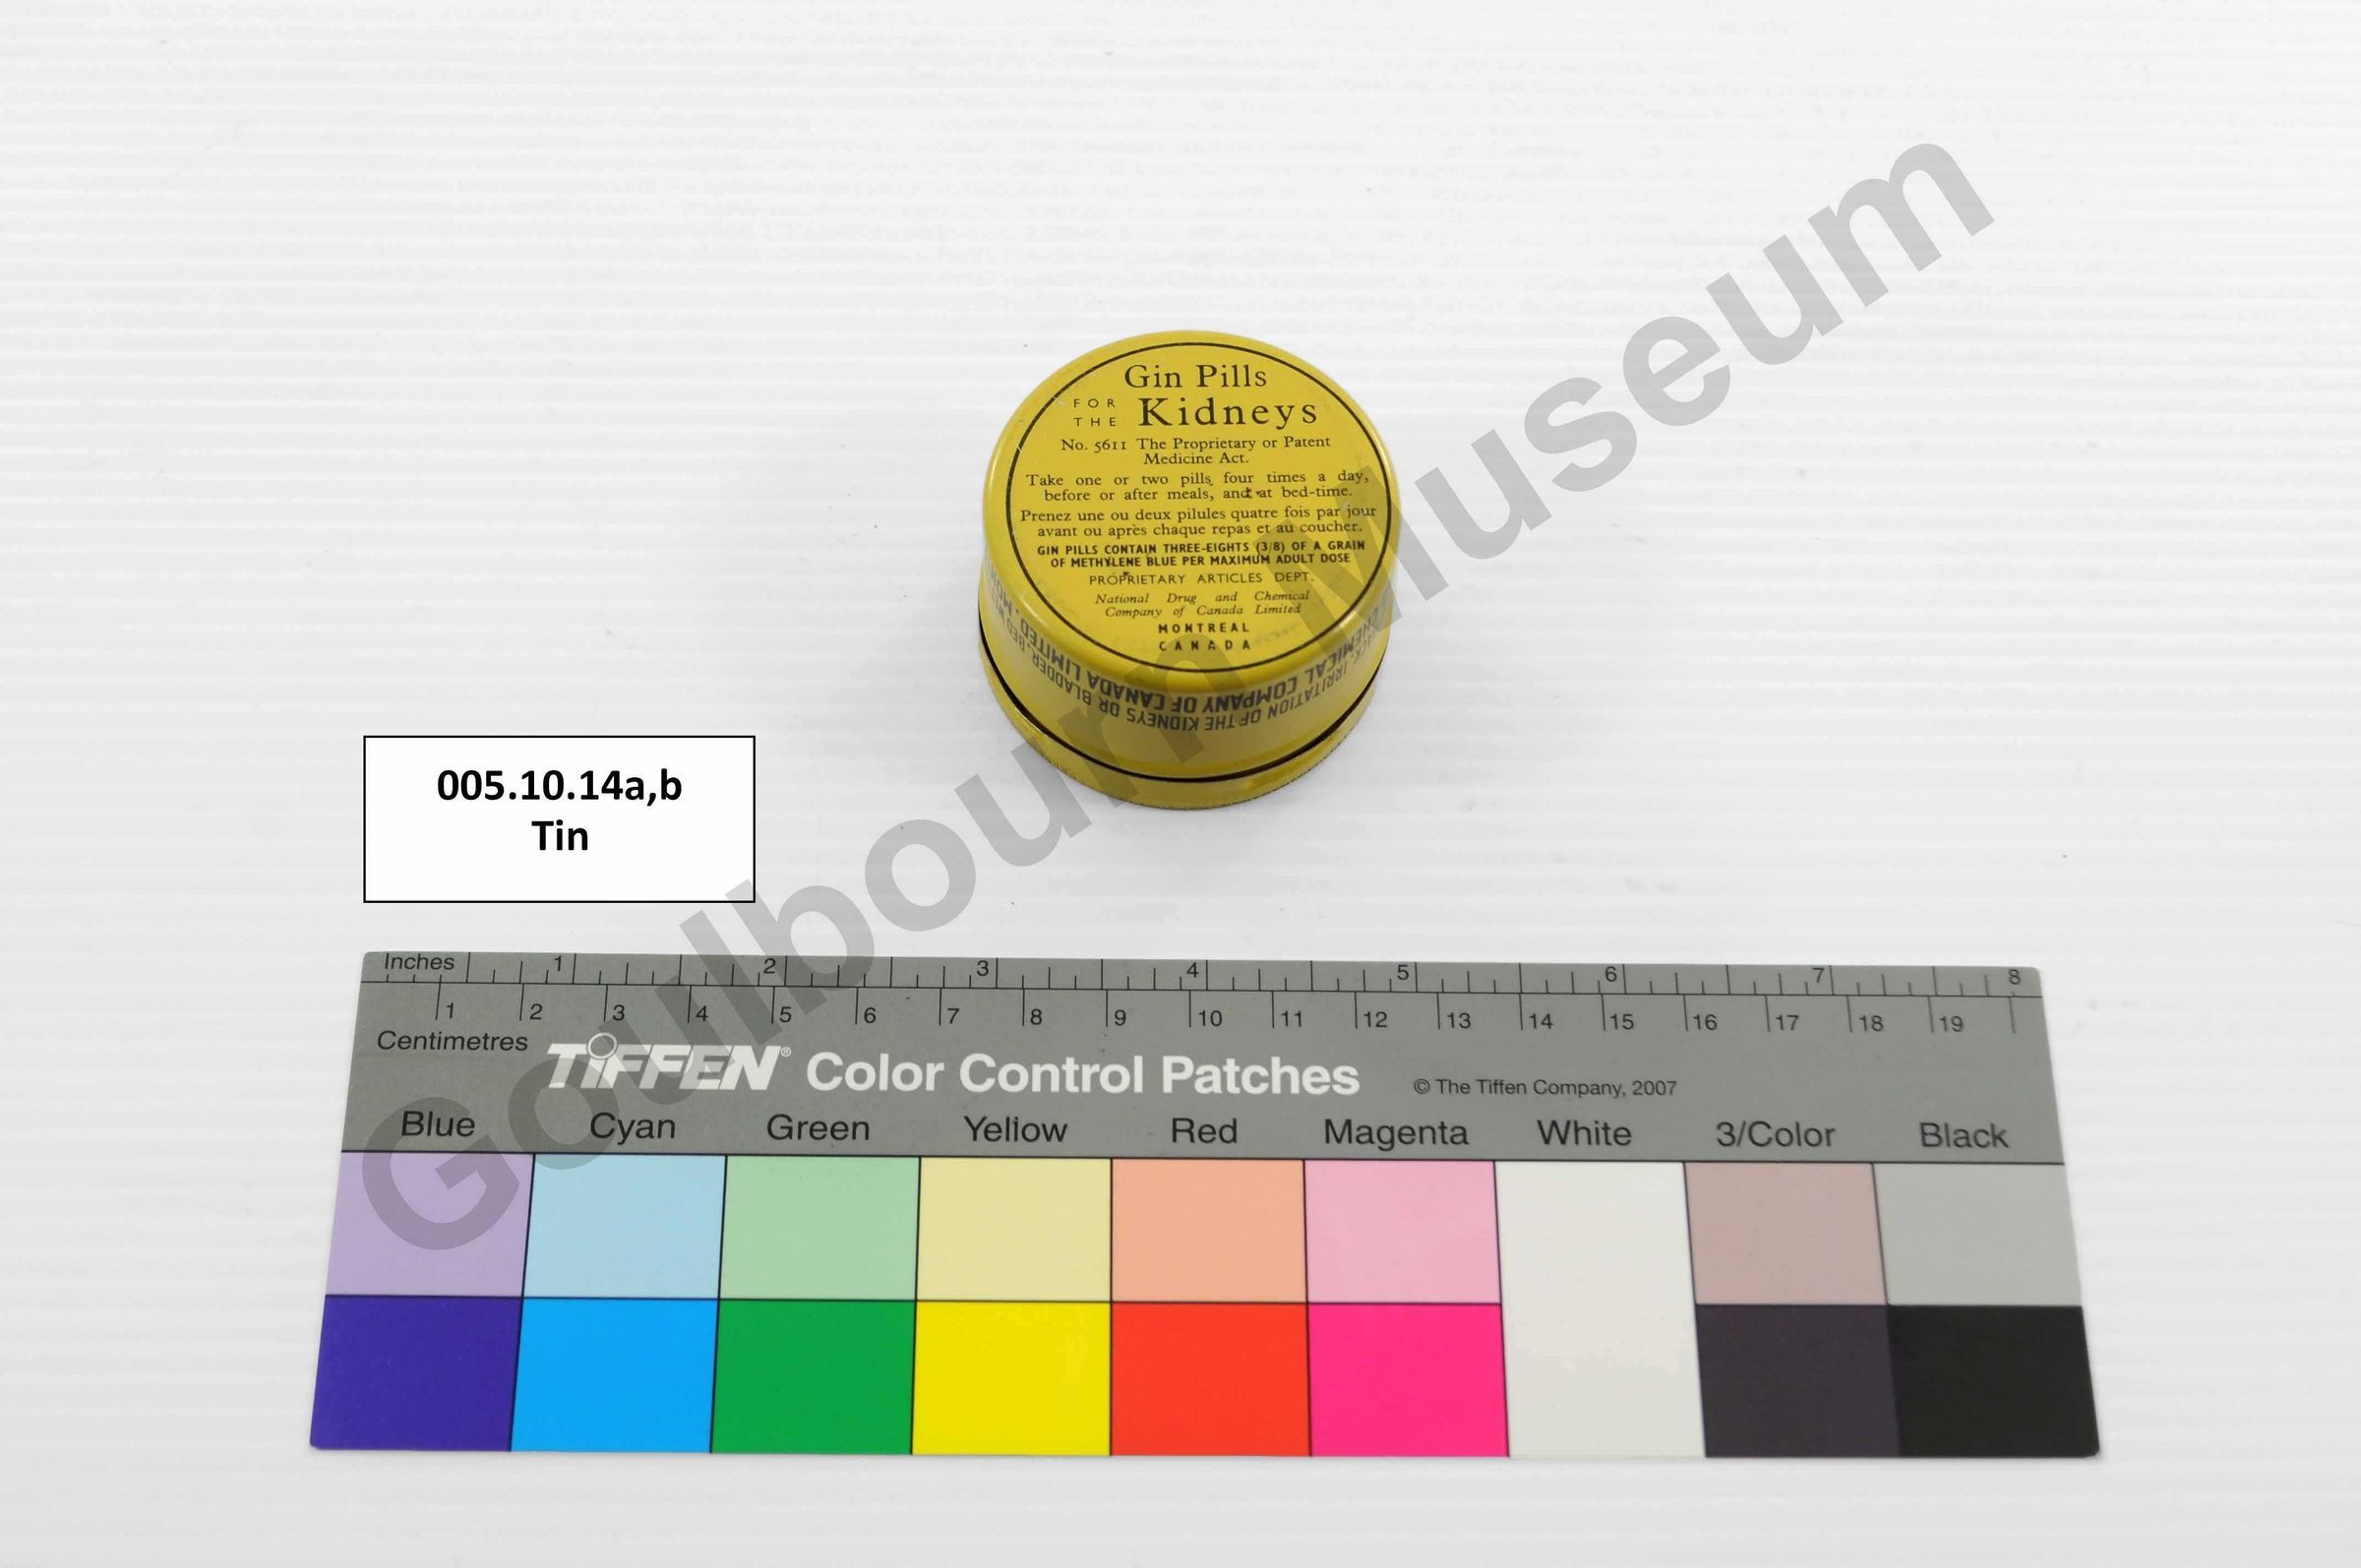 Gin Pills
FOR THE Kidneys
No. 5611 The Proprietary or Patent
Medicine Act.
Take one or two pills four times a day,
before or after meals, and at bed-time.
Prenez une ou deux pilules quatre fois par jour
avant ou après chaque repas et au coucher.
GIN PILLS CONTAIN THREE-EIGHTS (3/8) OF A GRAIN
OF METHYLENE BLUE PER MAXIMUM ADULT DOSE
PROPRIETARY ARTICLES DEPT.
National Drug and Chemical
Company of Canada Limited
MONTREAL
CANADA
CHEMICAL COMPANY OF CANADA LIMITED
IRRITATION OF THE KIDNEYS OR BLADDER
Goulbourn Museum
005.10.14a,b
Tin
Inches 1 2 3 4 5 6 7 8
1 2 3 4 5 6 7 8 9 10 11 12 13 14 15 16 17 18 19
Centimetres
TIFFEN® Color Control Patches © The Tiffen Company, 2007
Blue Cyan Green Yellow Red Magenta White 3/Color Black